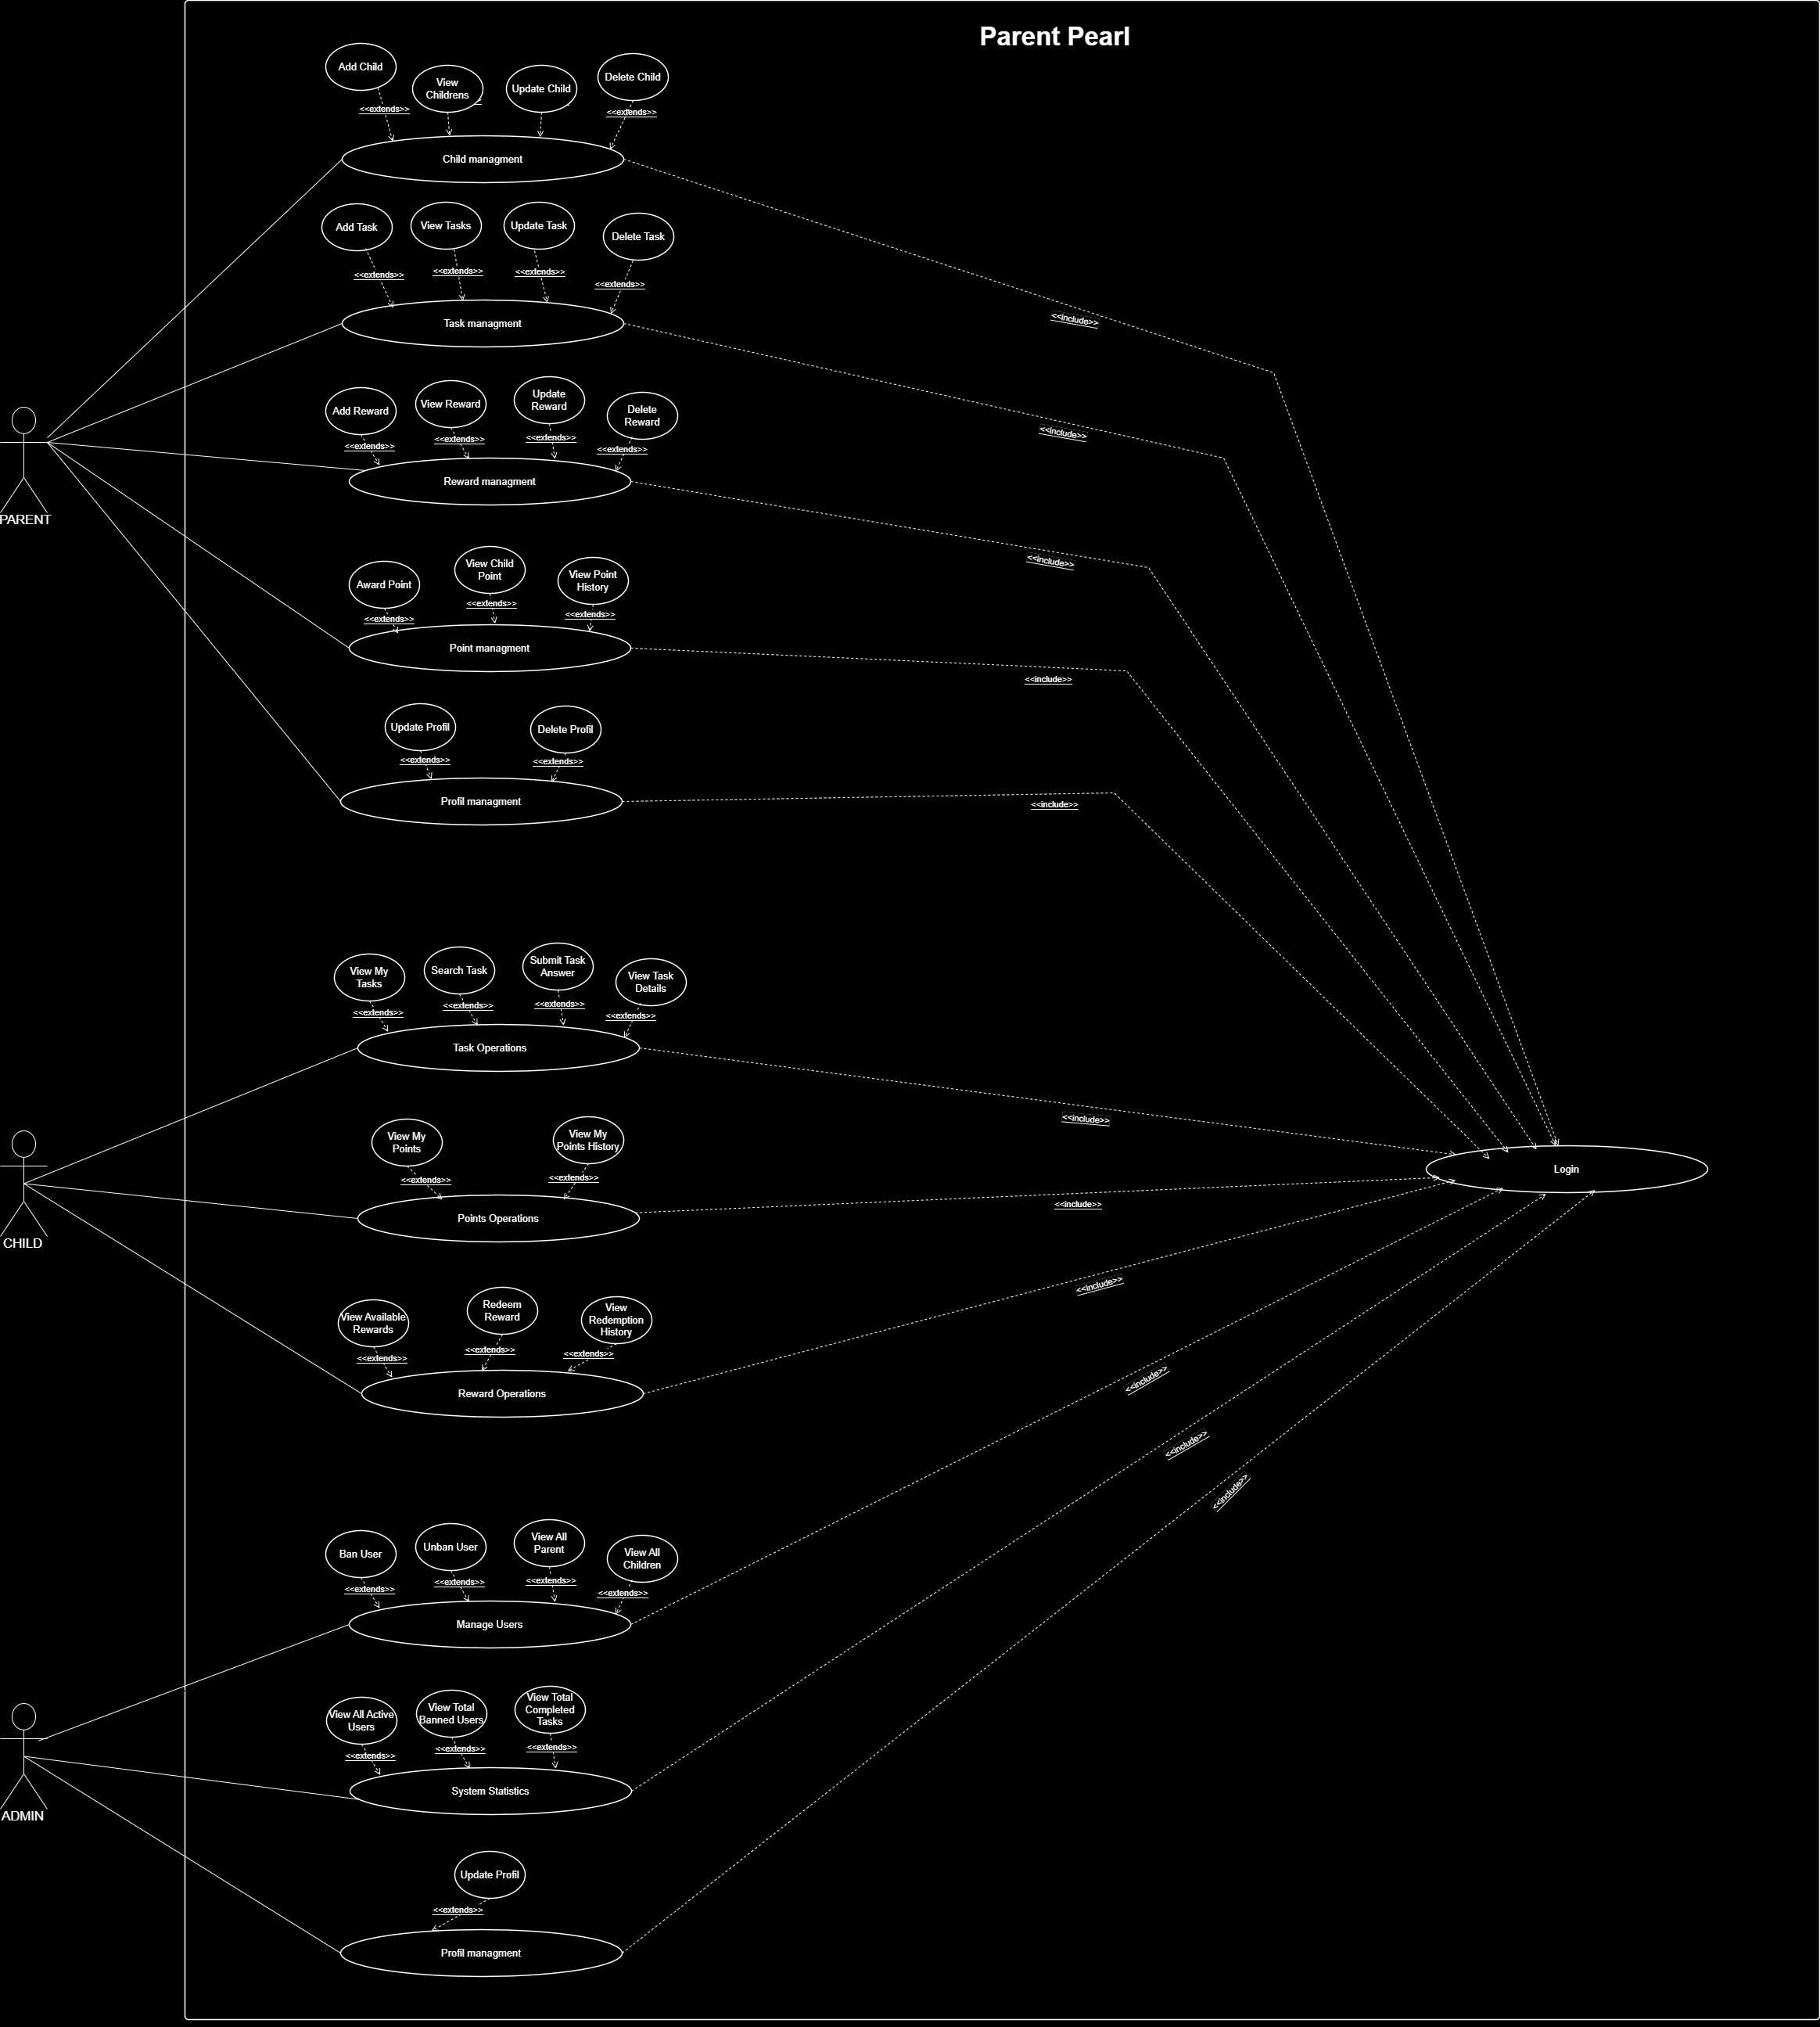 Parent Pearl
Add Child
View
Childrens
Update Child
Delete Child
<<extends>>
<<extends>>
Child managment
Add Task
View Tasks
Update Task
Delete Task
<<extends>>
<<extends>>
<<extends>>
<<extends>>
Task managment
<<include>>
<<include>>
Add Reward
View Reward
Update
Reward
Delete
Reward
<<extends>>
<<extends>>
<<extends>>
<<extends>>
Reward managment
PARENT
<<include>>
Award Point
View Child
Point
View Point
History
<<extends>>
<<extends>>
<<extends>>
Point managment
<<include>>
Update Profil
Delete Profil
<<extends>>
<<extends>>
Profil managment
<<include>>
View My
Tasks
Search Task
Submit Task
Answer
View Task
Details
<<extends>>
<<extends>>
<<extends>>
<<extends>>
Task Operations
<<include>>
View My
Points
View My
Points History
<<extends>>
<<extends>>
Login
Points Operations
<<include>>
CHILD
<<include>>
View Available
Rewards
Redeem
Reward
View
Redemption
History
<<extends>>
<<extends>>
<<extends>>
Reward Operations
<<include>>
<<include>>
<<include>>
Ban User
Unban User
View All
Parent
View All
Children
<<extends>>
<<extends>>
<<extends>>
<<extends>>
Manage Users
View All Active
Users
View Total
Banned Users
View Total
Completed
Tasks
<<extends>>
<<extends>>
<<extends>>
System Statistics
ADMIN
Update Profil
<<extends>>
Profil managment